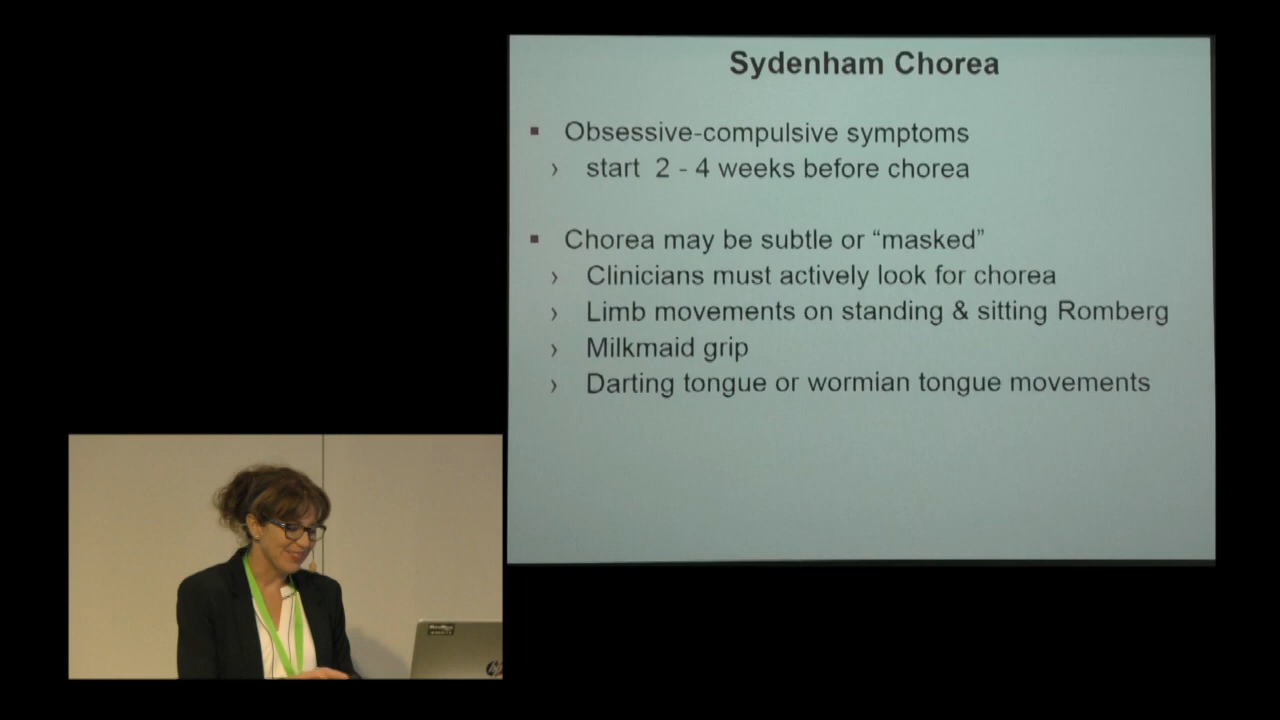 Sydenham Chorea
▪ Obsessive-compulsive symptoms
› start 2 - 4 weeks before chorea
▪ Chorea may be subtle or “masked”
› Clinicians must actively look for chorea
› Limb movements on standing & sitting Romberg
› Milkmaid grip
› Darting tongue or wormian tongue movements
hp